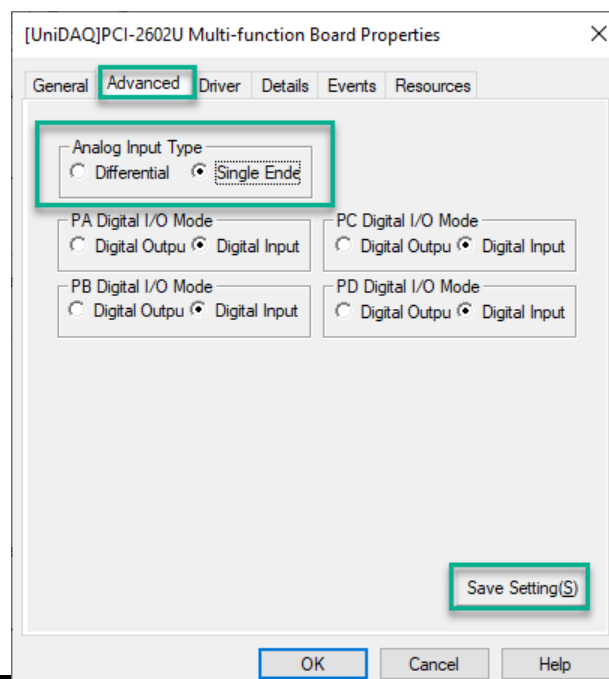 [UniDAQ]PCI-2602U Multi-function Board Properties
General Advanced Driver Details Events Resources
Analog Input Type
Differential Single Ende
PA Digital I/O Mode PC Digital I/O Mode
Digital Outpu Digital Input Digital Outpu Digital Input
PB Digital I/O Mode PD Digital I/O Mode
Digital Outpu Digital Input Digital Outpu Digital Input
Save Setting(S)
OK Cancel Help